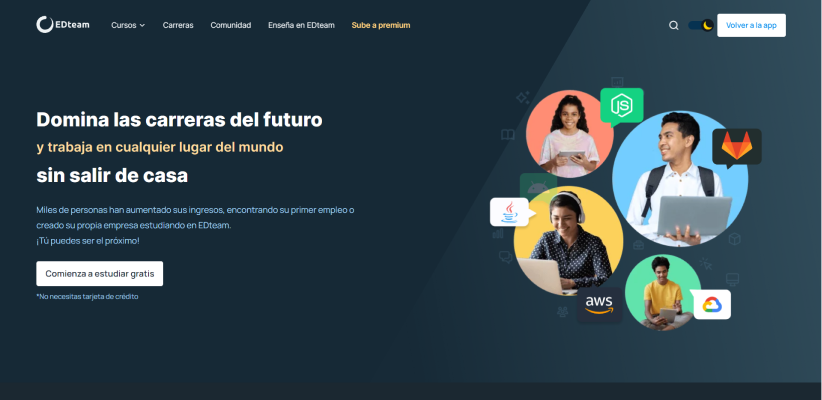 EDteam
Cursos
Carreras
Comunidad
Enseña en EDteam
Sube a premium
Volver a la app
Domina las carreras del futuro
y trabaja en cualquier lugar del mundo
sin salir de casa
Miles de personas han aumentado sus ingresos, encontrando su primer empleo o
creado su propia empresa estudiando en EDteam.
¡Tú puedes ser el próximo!
Comienza a estudiar gratis
*No necesitas tarjeta de crédito
JS
aws